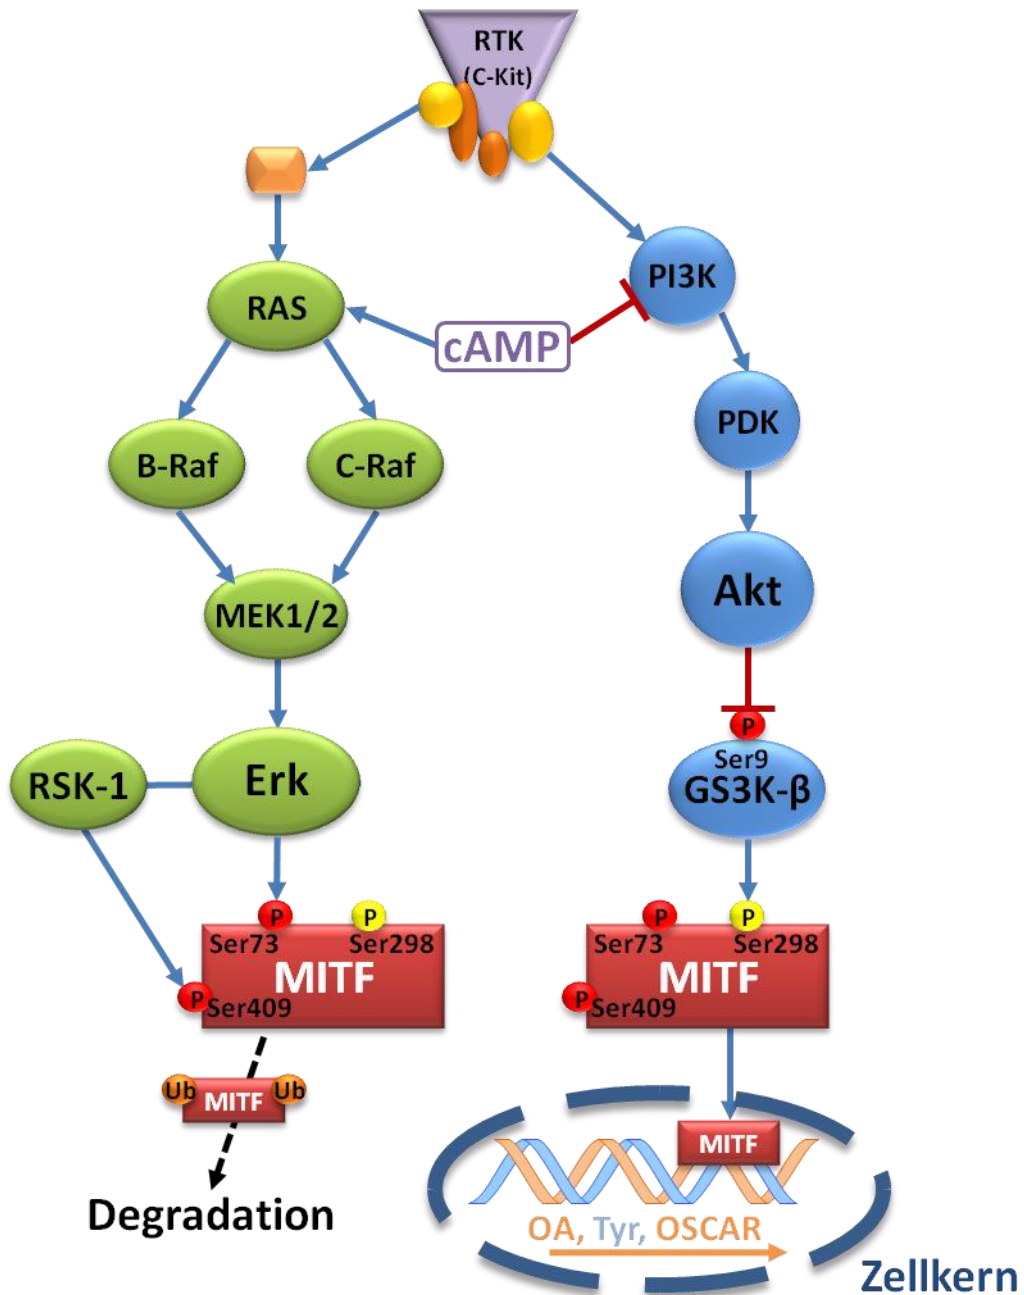 RTK
(C-Kit)
PI3K
RAS
cAMP
PDK
B-Raf
C-Raf
Akt
MEK1/2
P
Ser9
GS3K-β
RSK-1
Erk
P
P
Ser73
Ser298
MITF
P
Ser409
P
P
Ser73
Ser298
MITF
P
Ser409
Ub
MITF
Ub
Degradation
MITF
OA, Tyr, OSCAR
Zellkern